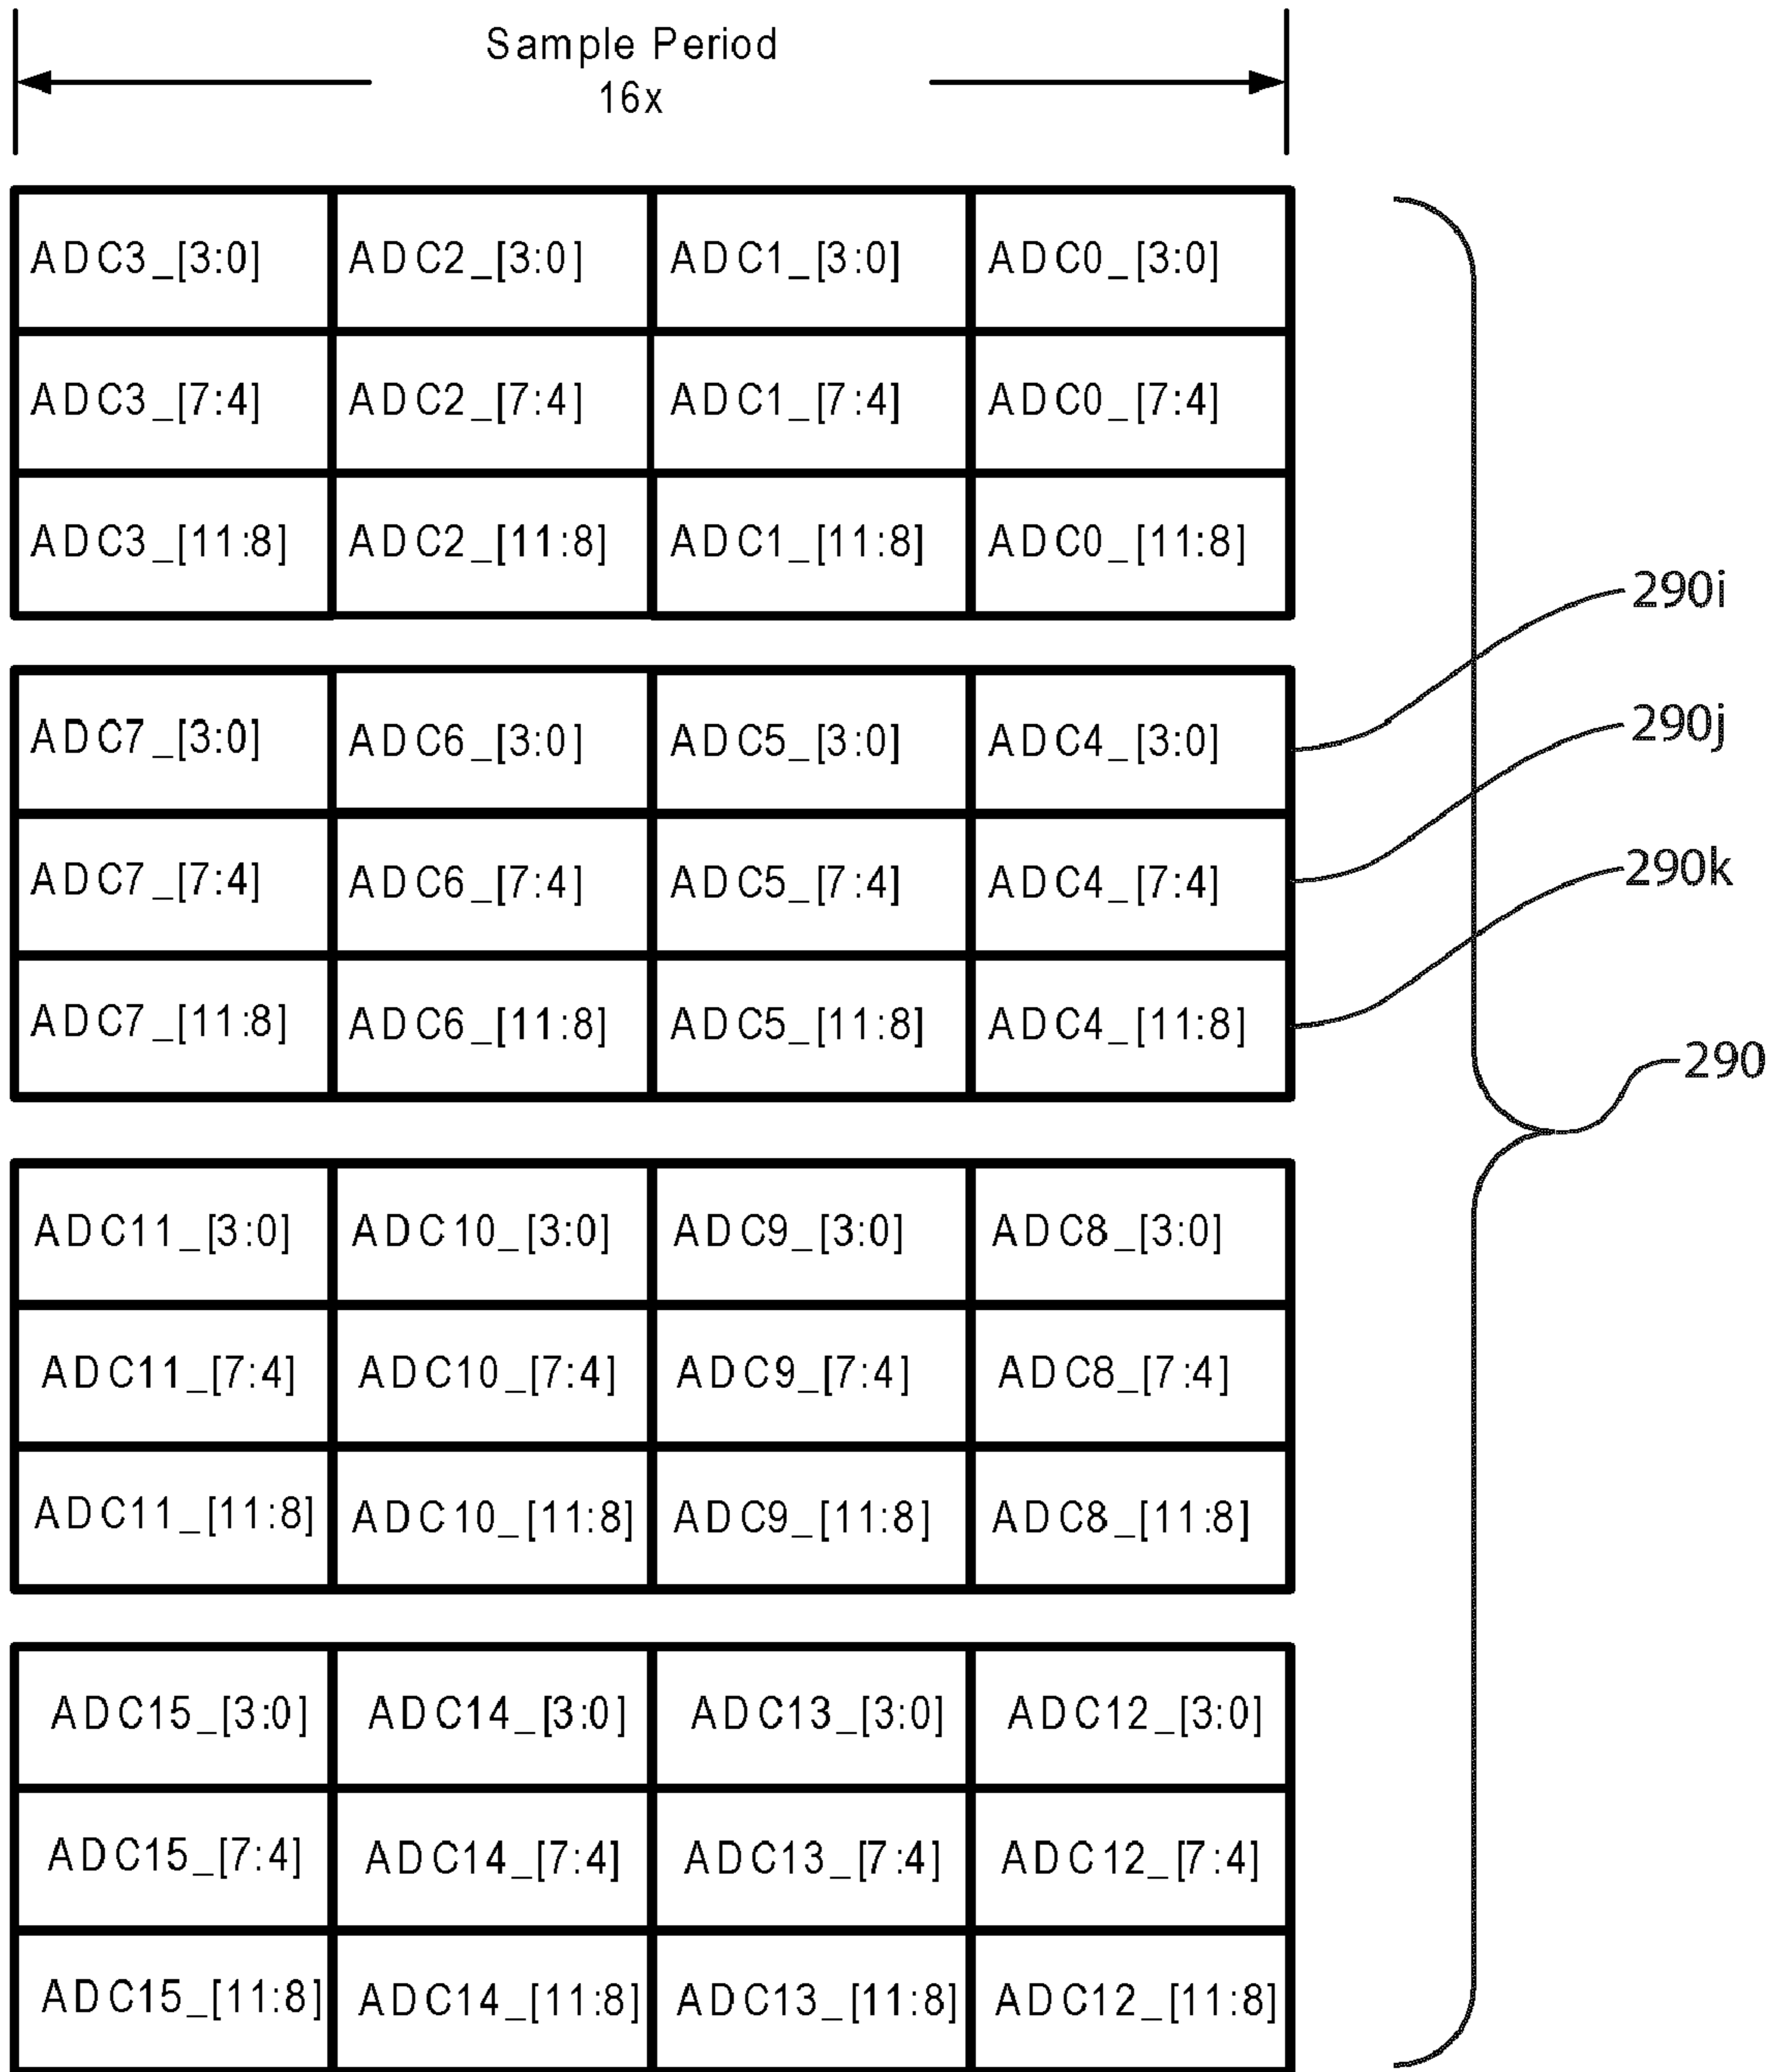 Sample Period
16x
ADC3_[3:0] ADC2_[3:0] ADC1_[3:0] ADC0_[3:0]
ADC3_[7:4] ADC2_[7:4] ADC1_[7:4] ADC0_[7:4]
ADC3_[11:8] ADC2_[11:8] ADC1_[11:8] ADC0_[11:8]
290i
ADC7_[3:0] ADC6_[3:0] ADC5_[3:0] ADC4_[3:0]
290j
ADC7_[7:4] ADC6_[7:4] ADC5_[7:4] ADC4_[7:4]
290k
ADC7_[11:8] ADC6_[11:8] ADC5_[11:8] ADC4_[11:8]
290
ADC11_[3:0] ADC10_[3:0] ADC9_[3:0] ADC8_[3:0]
ADC11_[7:4] ADC10_[7:4] ADC9_[7:4] ADC8_[7:4]
ADC11_[11:8] ADC10_[11:8] ADC9_[11:8] ADC8_[11:8]
ADC15_[3:0] ADC14_[3:0] ADC13_[3:0] ADC12_[3:0]
ADC15_[7:4] ADC14_[7:4] ADC13_[7:4] ADC12_[7:4]
ADC15_[11:8] ADC14_[11:8] ADC13_[11:8] ADC12_[11:8]